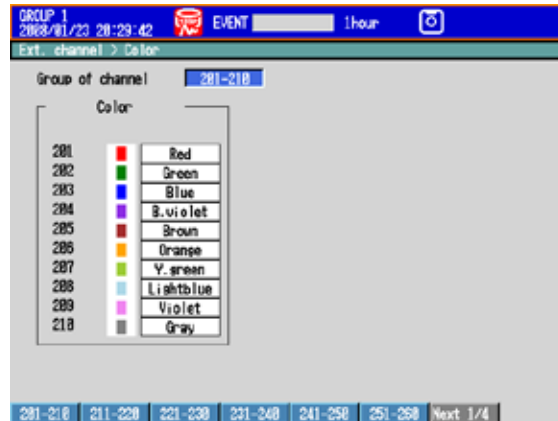 GROUP 1
2008/01/23 20:29:42 EVENT 1hour
Ext. channel > Color
Group of channel 201-210
Color
201 Red
202 Green
203 Blue
204 B.violet
205 Brown
206 Orange
207 Y.green
208 Lightblue
209 Violet
210 Gray
201-210 211-220 221-230 231-240 241-250 251-260 Next 1/4